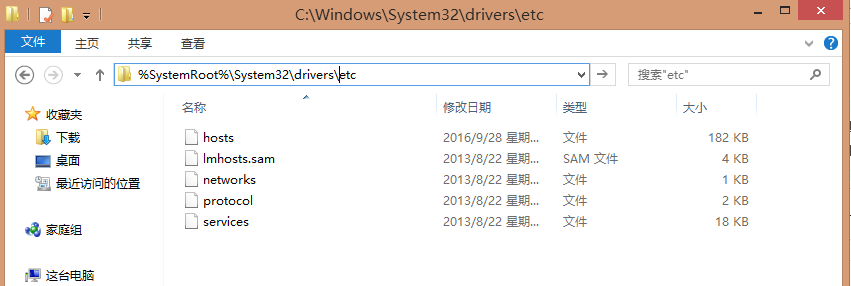 C:\Windows\System32\drivers\etc
文件 主页 共享 查看
%SystemRoot%\System32\drivers\etc 搜索"etc"
名称 修改日期 类型 大小
收藏夹
下载
桌面
最近访问的位置
家庭组
这台电脑
hosts 2016/9/28 星期... 文件 182 KB
lmhosts.sam 2013/8/22 星期... SAM 文件 4 KB
networks 2013/8/22 星期... 文件 1 KB
protocol 2013/8/22 星期... 文件 2 KB
services 2013/8/22 星期... 文件 18 KB